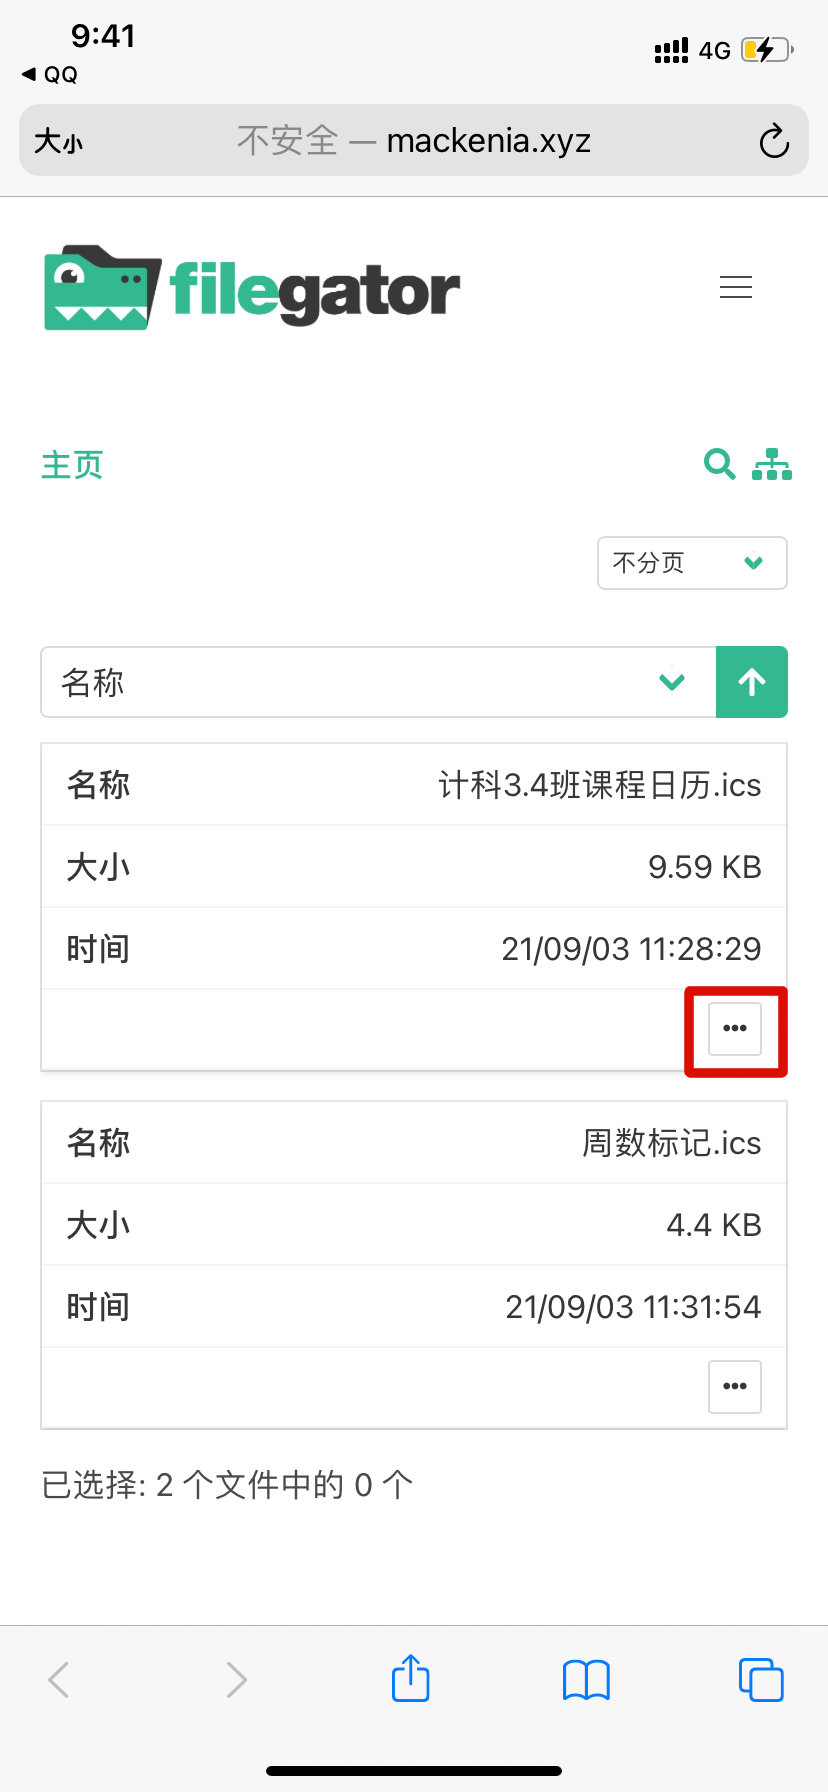 9:41
4G
◀ QQ
大小
不安全 — mackenia.xyz
filegator
主页
不分页
名称
名称 计科3.4班课程日历.ics
大小 9.59 KB
时间 21/09/03 11:28:29
名称 周数标记.ics
大小 4.4 KB
时间 21/09/03 11:31:54
已选择: 2 个文件中的 0 个